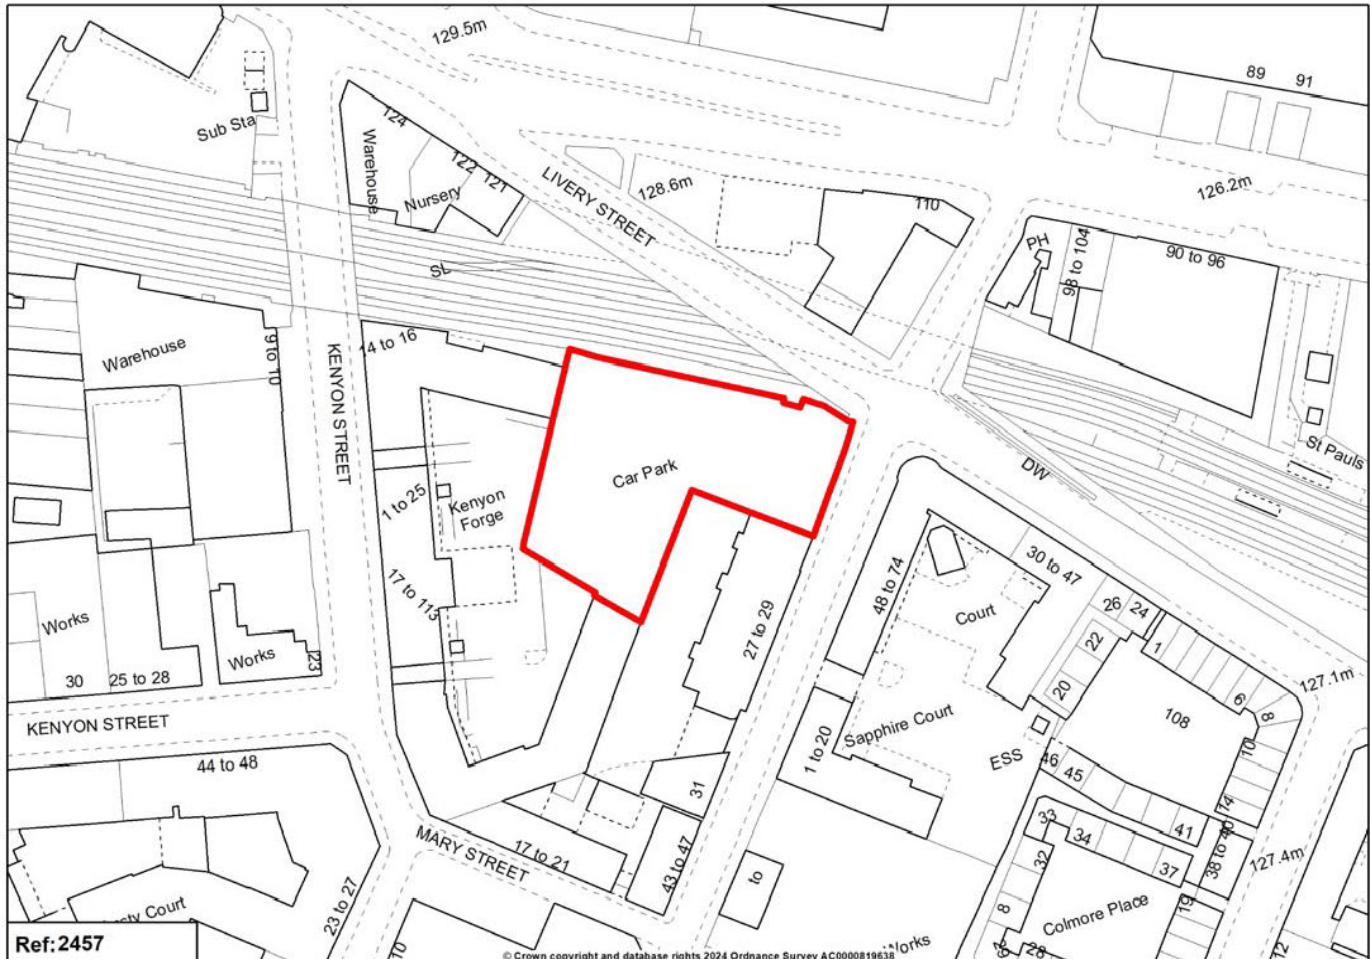 129.5m
89
91
Sub Sta
124
Warehouse
122
121
Nursery
LIVERY STREET
128.6m
126.2m
110
PH
98 to 104
90 to 96
SL
Warehouse
9 to 10
KENYON STREET
14 to 16
St Pauls
DW
Car Park
1 to 25
Kenyon
Forge
17 to 113
48 to 74
30 to 47
Court
26
24
22
20
1
6
8
127.1m
Works
Works
23
30
25 to 28
27 to 29
Sapphire Court
108
10
KENYON STREET
44 to 48
1 to 20
ESS
46
45
14
31
33
34
41
38 to 40
MARY STREET
17 to 21
43 to 47
to
32
37
127.4m
23 to 27
8
Colmore Place
19
10
28
12
Ref:2457
© Crown copyright and database rights 2024 Ordnance Survey AC0000819638